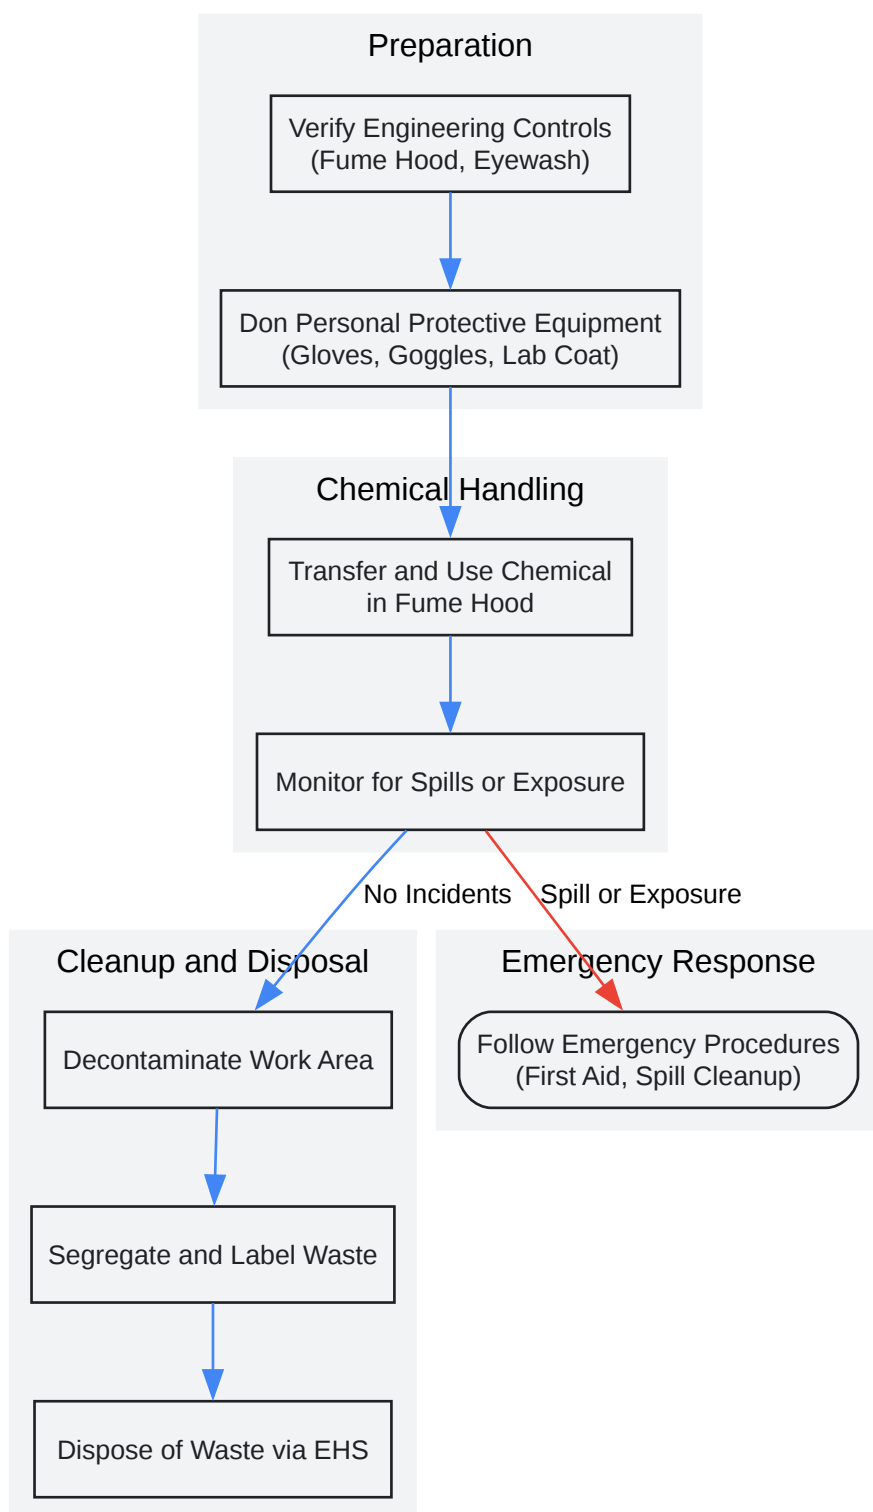 Preparation
Verify Engineering Controls
(Fume Hood, Eyewash)
Don Personal Protective Equipment
(Gloves, Goggles, Lab Coat)
Chemical Handling
Transfer and Use Chemical
in Fume Hood
Monitor for Spills or Exposure
No Incidents
Spill or Exposure
Cleanup and Disposal
Decontaminate Work Area
Segregate and Label Waste
Dispose of Waste via EHS
Emergency Response
Follow Emergency Procedures
(First Aid, Spill Cleanup)